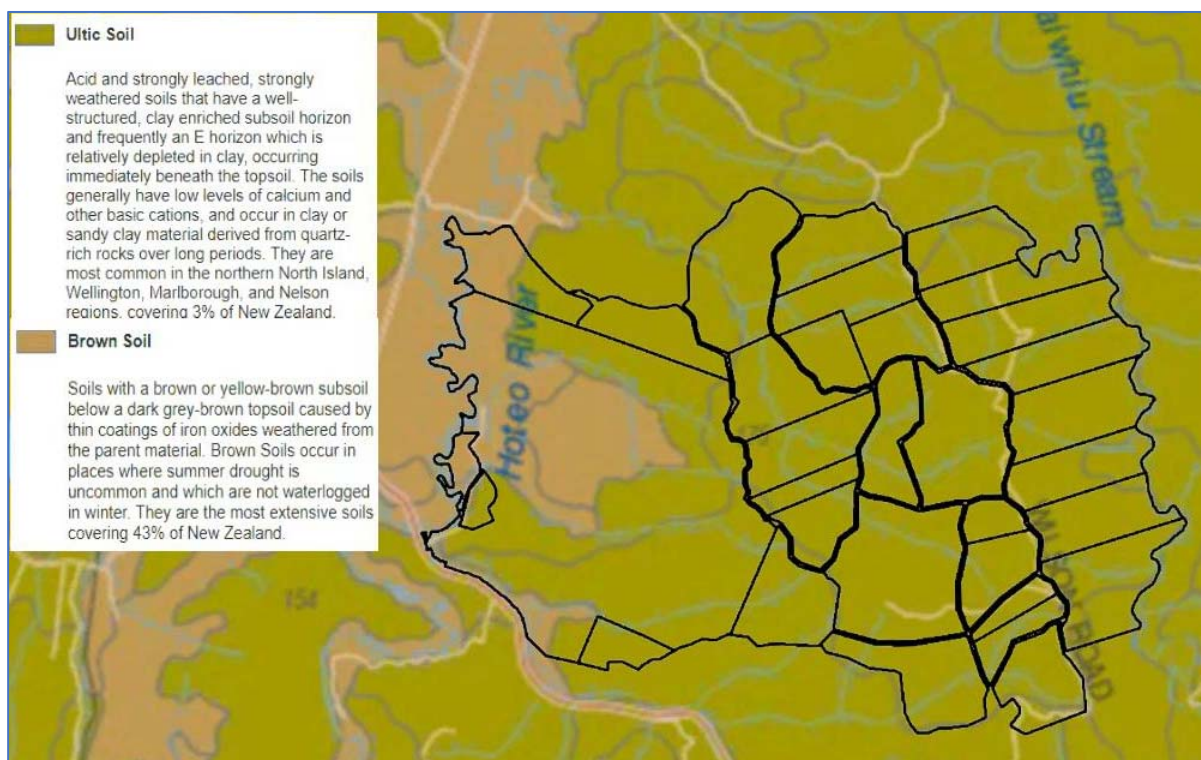 Ultic Soil
Acid and strongly leached, strongly
weathered soils that have a well-
structured, clay enriched subsoil horizon
and frequently an E horizon which is
relatively depleted in clay, occurring
immediately beneath the topsoil. The soils
generally have low levels of calcium and
other basic cations, and occur in clay or
sandy clay material derived from quartz-
rich rocks over long periods. They are
most common in the northern North Island,
Wellington, Marlborough, and Nelson
regions, covering 3% of New Zealand.
Brown Soil
Soils with a brown or yellow-brown subsoil
below a dark grey-brown topsoil caused by
thin coatings of iron oxides weathered from
the parent material. Brown Soils occur in
places where summer drought is
uncommon and which are not waterlogged
in winter. They are the most extensive soils
covering 43% of New Zealand.
Hoteo River
Stream
154
ROAD